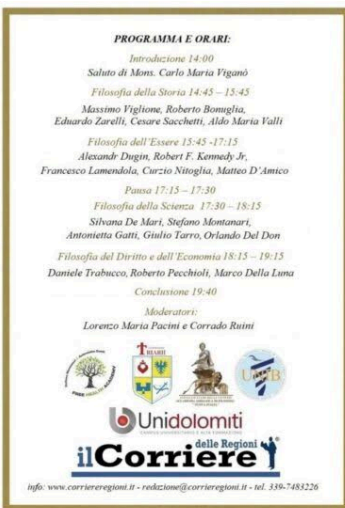 PROGRAMMA E ORARI:
Introduzione 14:00
Saluto di Mons. Carlo Maria Viganò
Filosofia della Storia 14:45 – 15:45
Massimo Viglione, Roberto Bonuglia,
Eduardo Zarelli, Cesare Sacchetti, Aldo Maria Valli
Filosofia dell'Essere 15:45 -17:15
Alexandr Dugin, Robert F. Kennedy Jr,
Francesco Lamendola, Curzio Nitoglia, Matteo D'Amico
Pausa 17:15 – 17:30
Filosofia della Scienza 17:30 – 18:15
Silvana De Mari, Stefano Montanari,
Antonietta Gatti, Giulio Tarro, Orlando Del Don
Filosofia del Diritto e dell'Economia 18:15 – 19:15
Daniele Trabucco, Roberto Pecchioli, Marco Della Luna
Conclusione 19:40
Moderatori:
Lorenzo Maria Pacini e Corrado Ruini
Unidolomiti
delle Regioni
ilCorriere
info: www.corriereregioni.it - redazione@corrieregioni.it - tel. 339-7483226